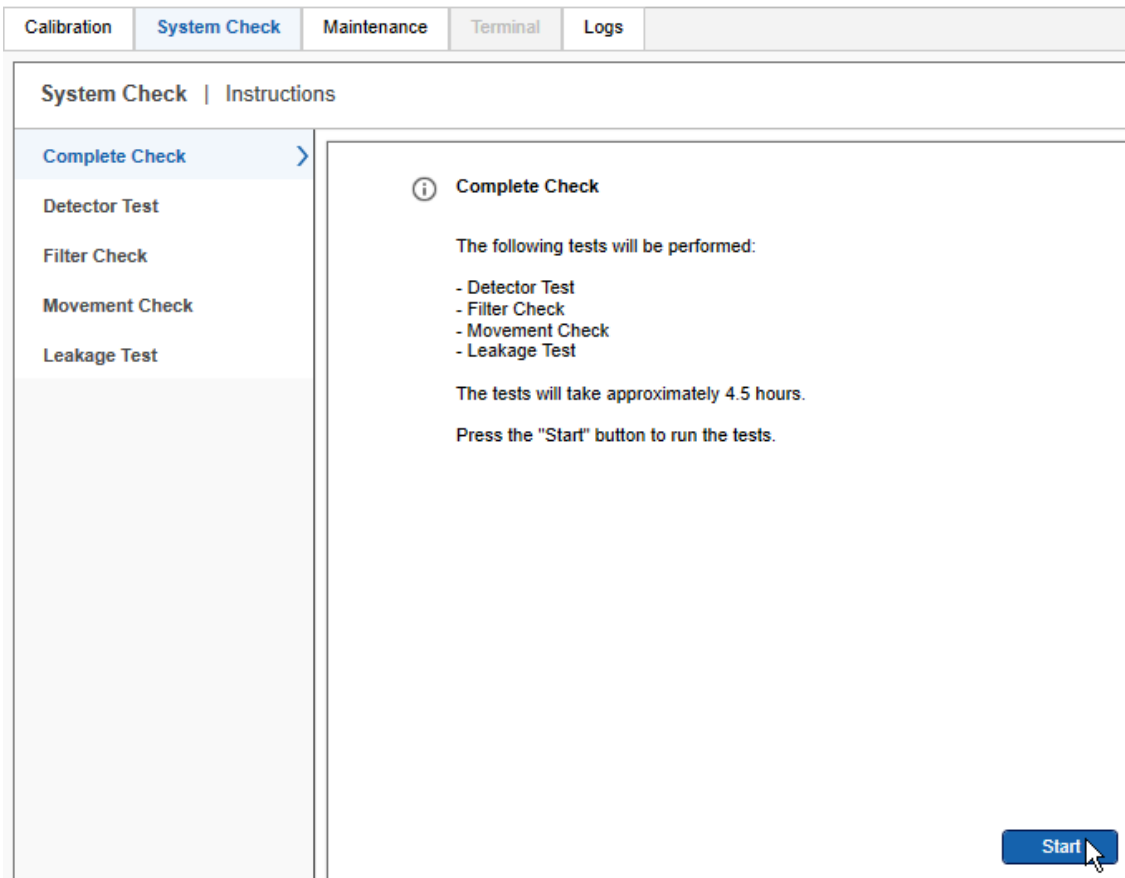 Calibration System Check Maintenance Terminal Logs
System Check | Instructions
Complete Check
Detector Test
Filter Check
Movement Check
Leakage Test
Complete Check
The following tests will be performed:
- Detector Test
- Filter Check
- Movement Check
- Leakage Test
The tests will take approximately 4.5 hours.
Press the "Start" button to run the tests.
Start